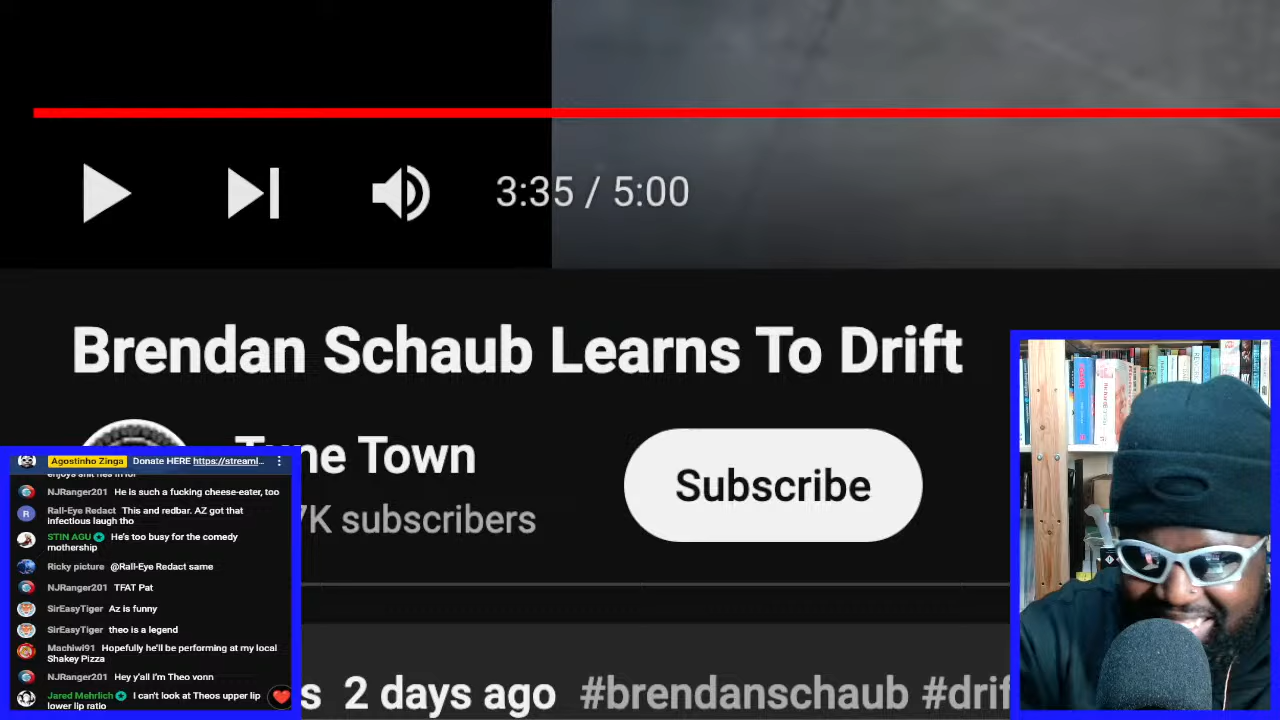 3:35 / 5:00
Brendan Schaub Learns To Drift
Tune Town
7K subscribers
Subscribe
s 2 days ago #brendanschaub #drif
Agostinho Zinga Donate HERE https://streaml...
NJRanger201 He is such a fucking cheese-eater, too
Rall-Eye Redact This and redbar. AZ got that
infectious laugh tho
STIN AGU He's too busy for the comedy
mothership
Ricky picture @Rall-Eye Redact same
NJRanger201 TFAT Pat
SirEasyTiger Az is funny
SirEasyTiger theo is a legend
Machiwi91 Hopefully he'll be performing at my local
Shakey Pizza
NJRanger201 Hey y'all I'm Theo vonn
Jared Mehrlich I can't look at Theos upper lip
lower lip ratio